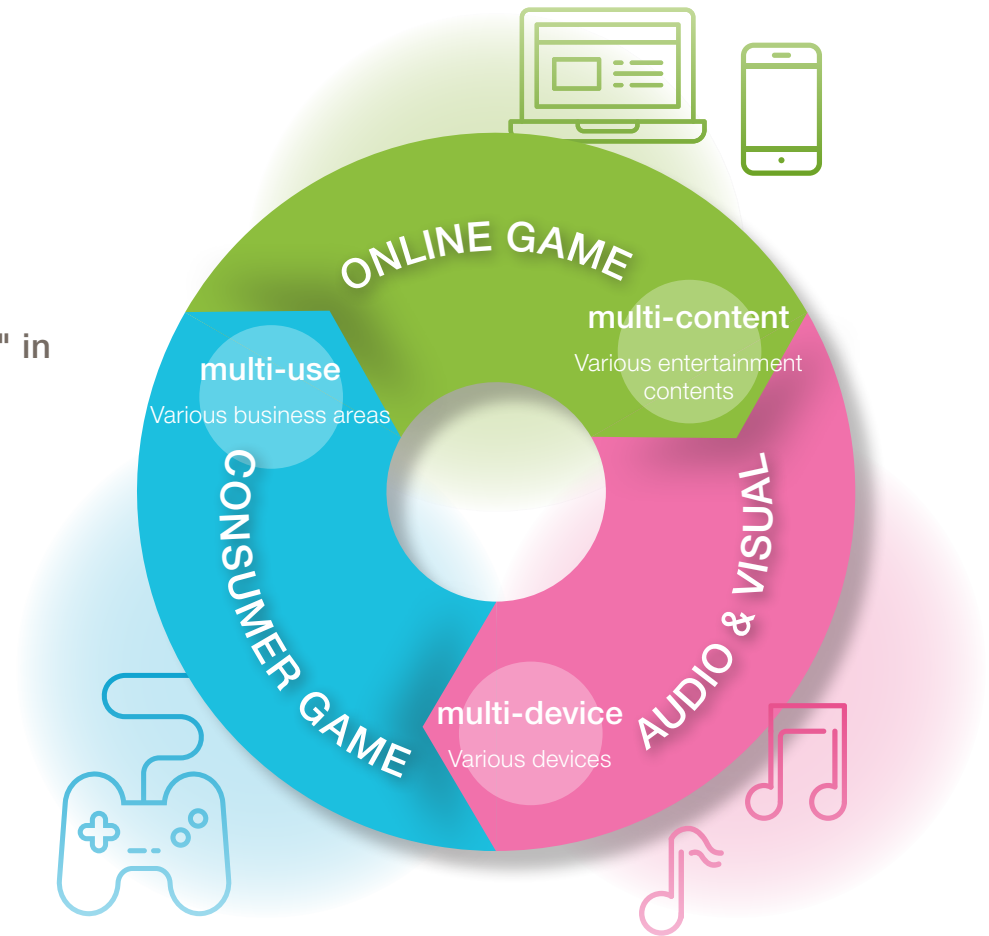 ONLINE GAME
multi-content
Various entertainment
contents
" in
multi-use
Various business areas
CONSUMER GAME
AUDIO & VISUAL
multi-device
Various devices